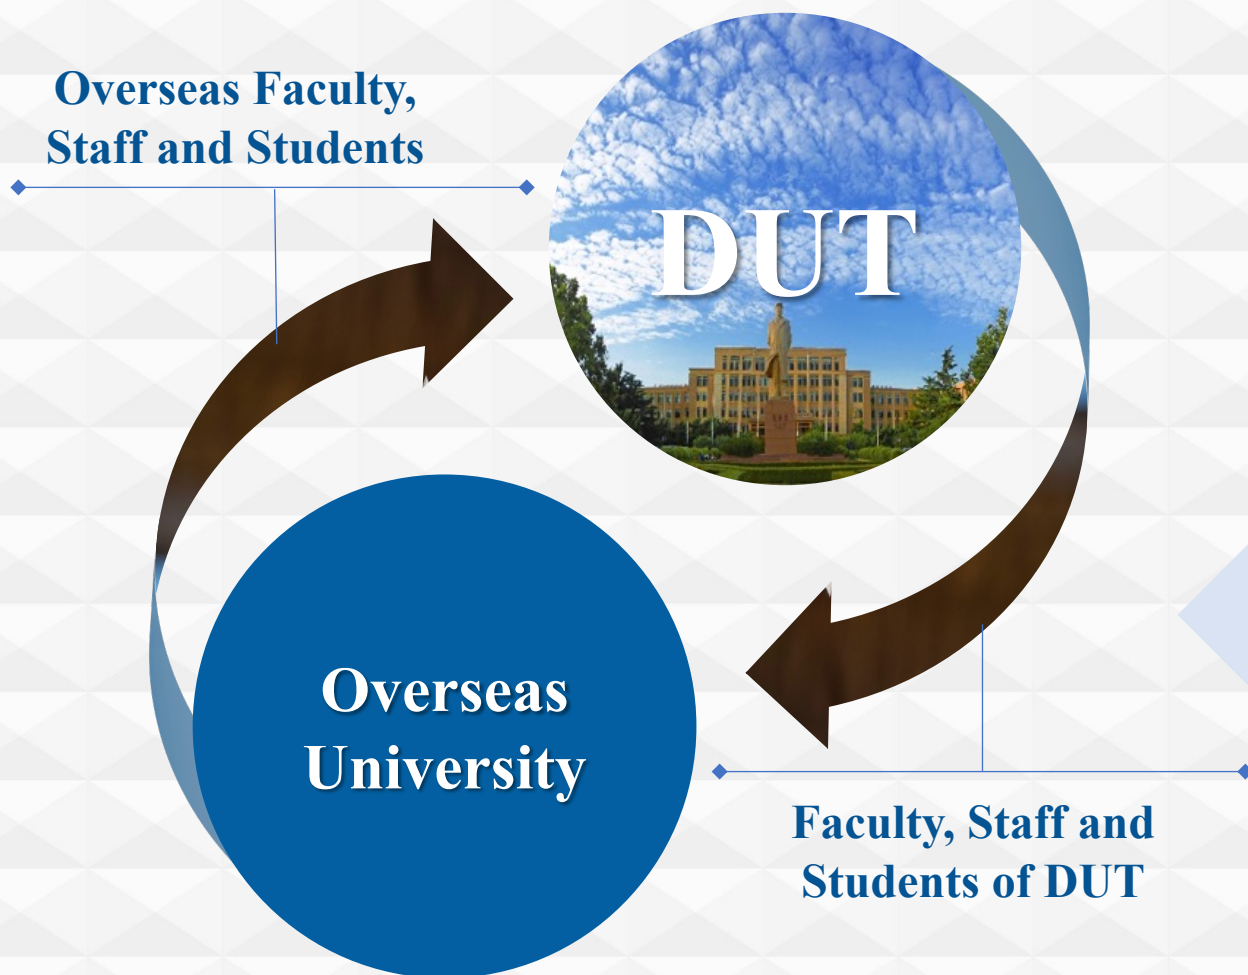 Overseas Faculty,
Staff and Students
DUT
Overseas
University
Faculty, Staff and
Students of DUT